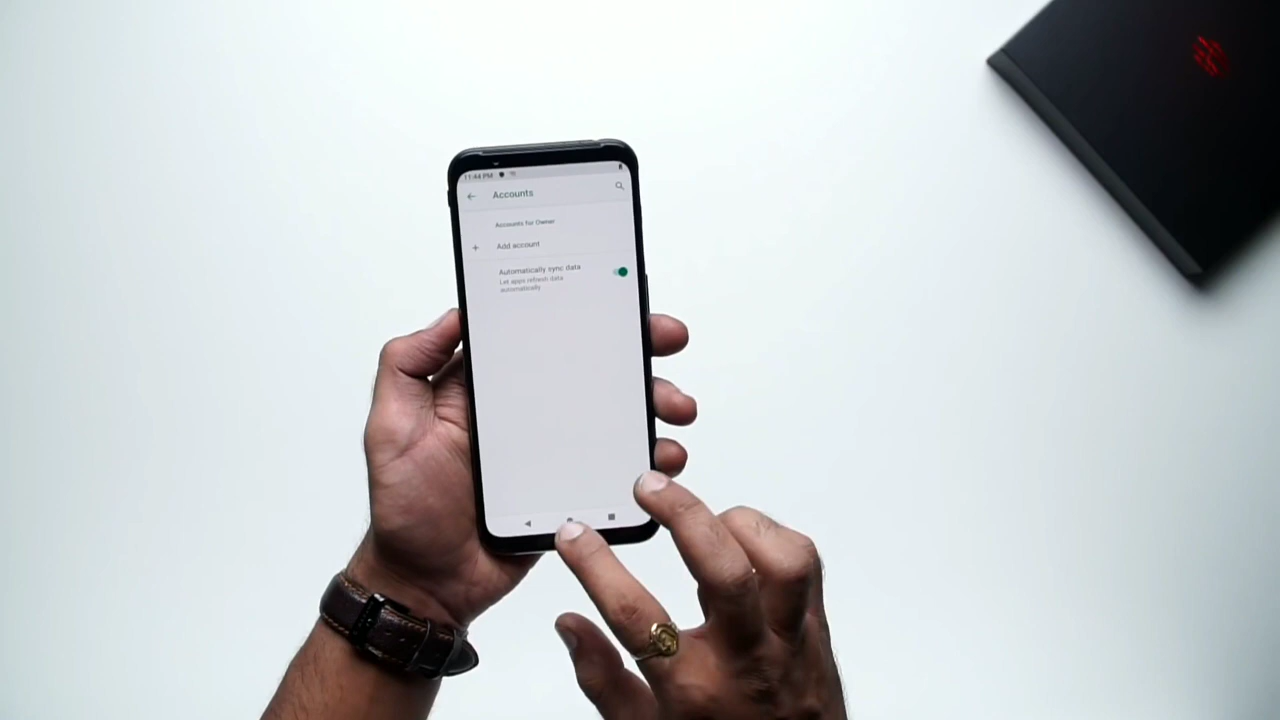 11:44 PM
Accounts
Accounts for Owner
Add account
Automatically sync data
Let apps refresh data
automatically